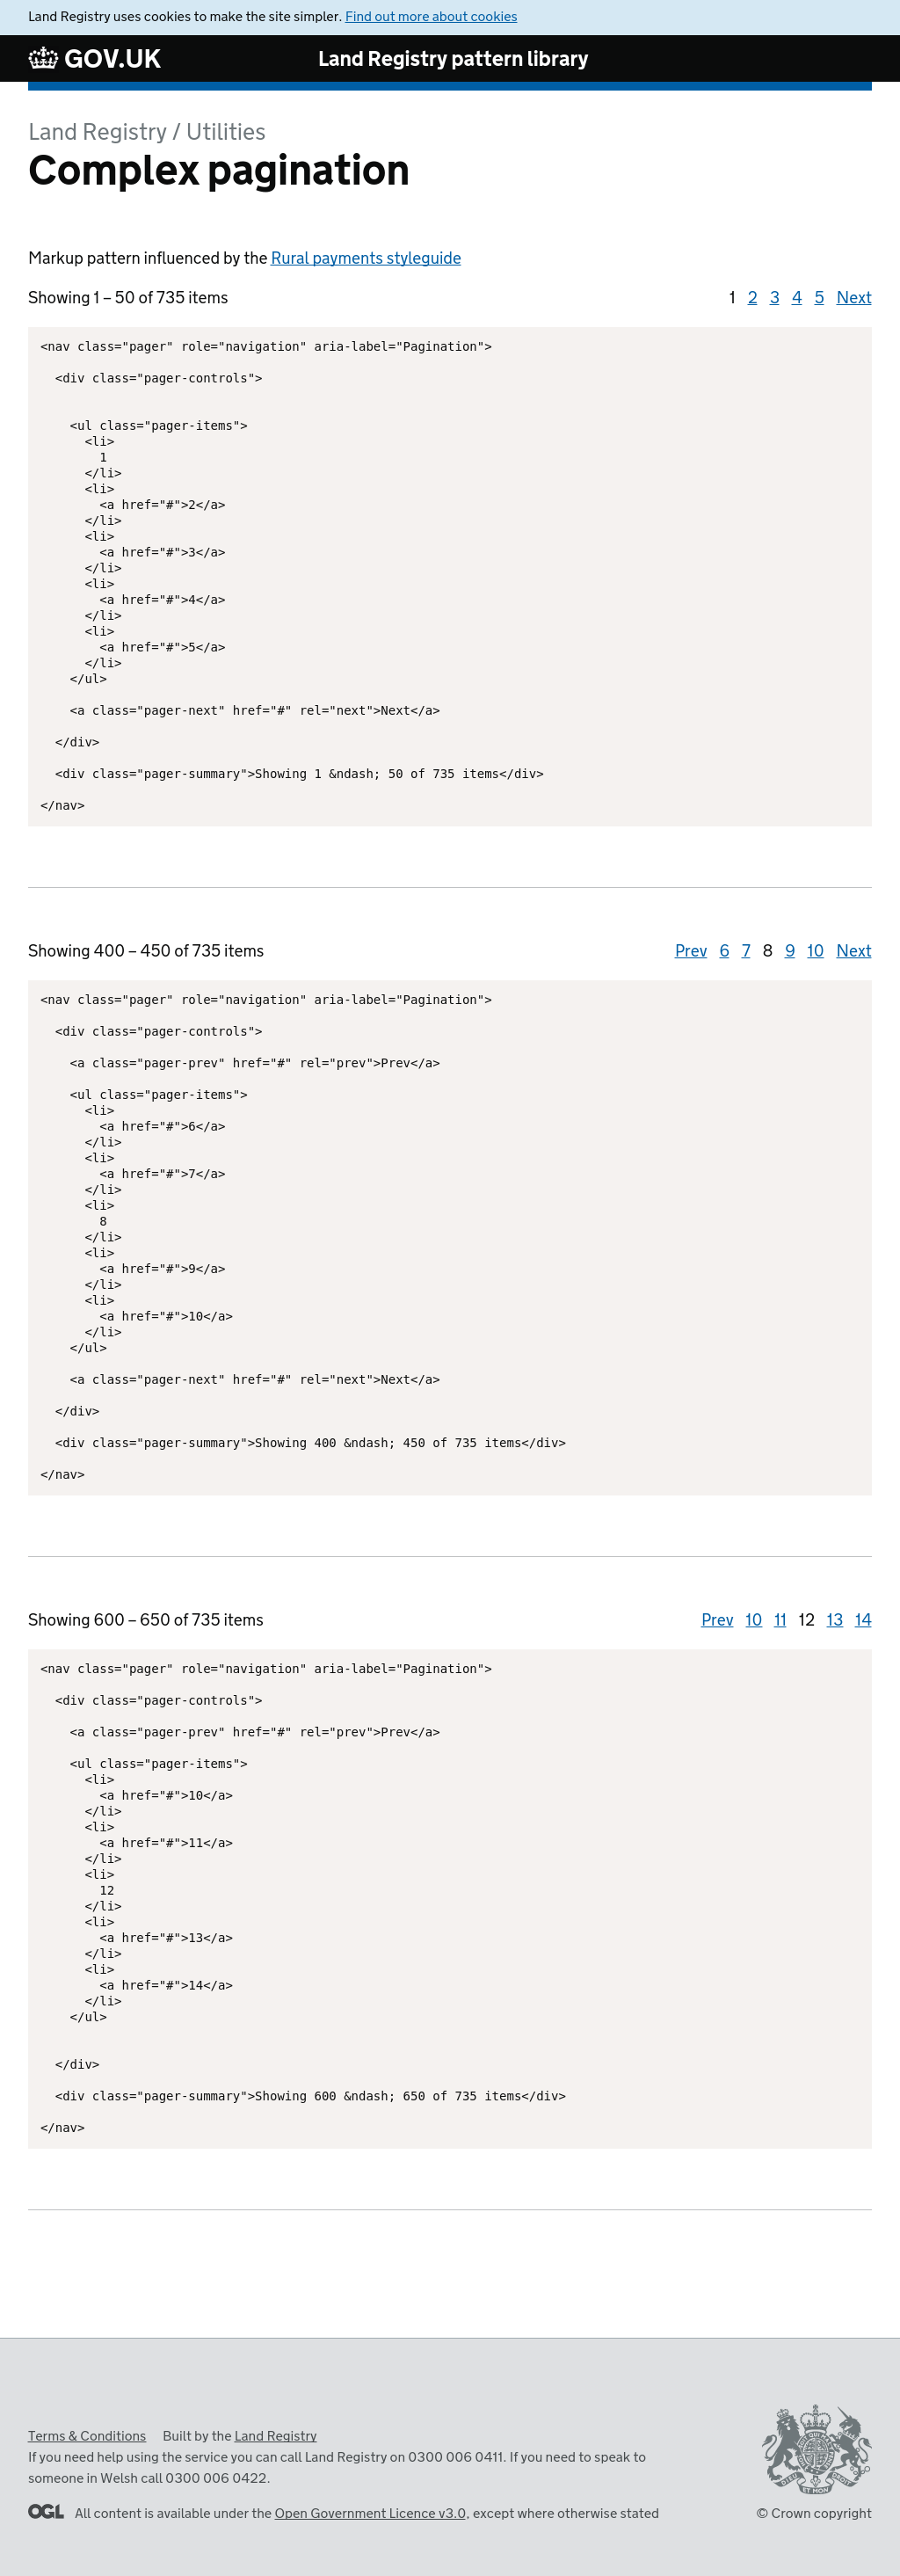 Land Registry uses cookies to make the site simpler. Find out more about cookies
GOV.UK
Land Registry pattern library
Land Registry / Utilities
Complex pagination
Markup pattern influenced by the Rural payments styleguide
Showing 1 – 50 of 735 items
1 2 3 4 5 Next
<nav class="pager" role="navigation" aria-label="Pagination">
  <div class="pager-controls">
    <ul class="pager-items">
      <li>
        1
      </li>
      <li>
        <a href="#">2</a>
      </li>
      <li>
        <a href="#">3</a>
      </li>
      <li>
        <a href="#">4</a>
      </li>
      <li>
        <a href="#">5</a>
      </li>
    </ul>
    <a class="pager-next" href="#" rel="next">Next</a>
  </div>
  <div class="pager-summary">Showing 1 &ndash; 50 of 735 items</div>
</nav>
Showing 400 – 450 of 735 items
Prev 6 7 8 9 10 Next
<nav class="pager" role="navigation" aria-label="Pagination">
  <div class="pager-controls">
    <a class="pager-prev" href="#" rel="prev">Prev</a>
    <ul class="pager-items">
      <li>
        <a href="#">6</a>
      </li>
      <li>
        <a href="#">7</a>
      </li>
      <li>
        8
      </li>
      <li>
        <a href="#">9</a>
      </li>
      <li>
        <a href="#">10</a>
      </li>
    </ul>
    <a class="pager-next" href="#" rel="next">Next</a>
  </div>
  <div class="pager-summary">Showing 400 &ndash; 450 of 735 items</div>
</nav>
Showing 600 – 650 of 735 items
Prev 10 11 12 13 14
<nav class="pager" role="navigation" aria-label="Pagination">
  <div class="pager-controls">
    <a class="pager-prev" href="#" rel="prev">Prev</a>
    <ul class="pager-items">
      <li>
        <a href="#">10</a>
      </li>
      <li>
        <a href="#">11</a>
      </li>
      <li>
        12
      </li>
      <li>
        <a href="#">13</a>
      </li>
      <li>
        <a href="#">14</a>
      </li>
    </ul>
  </div>
  <div class="pager-summary">Showing 600 &ndash; 650 of 735 items</div>
</nav>
Terms & Conditions Built by the Land Registry
If you need help using the service you can call Land Registry on 0300 006 0411. If you need to speak to
someone in Welsh call 0300 006 0422.
OGL All content is available under the Open Government Licence v3.0, except where otherwise stated
© Crown copyright